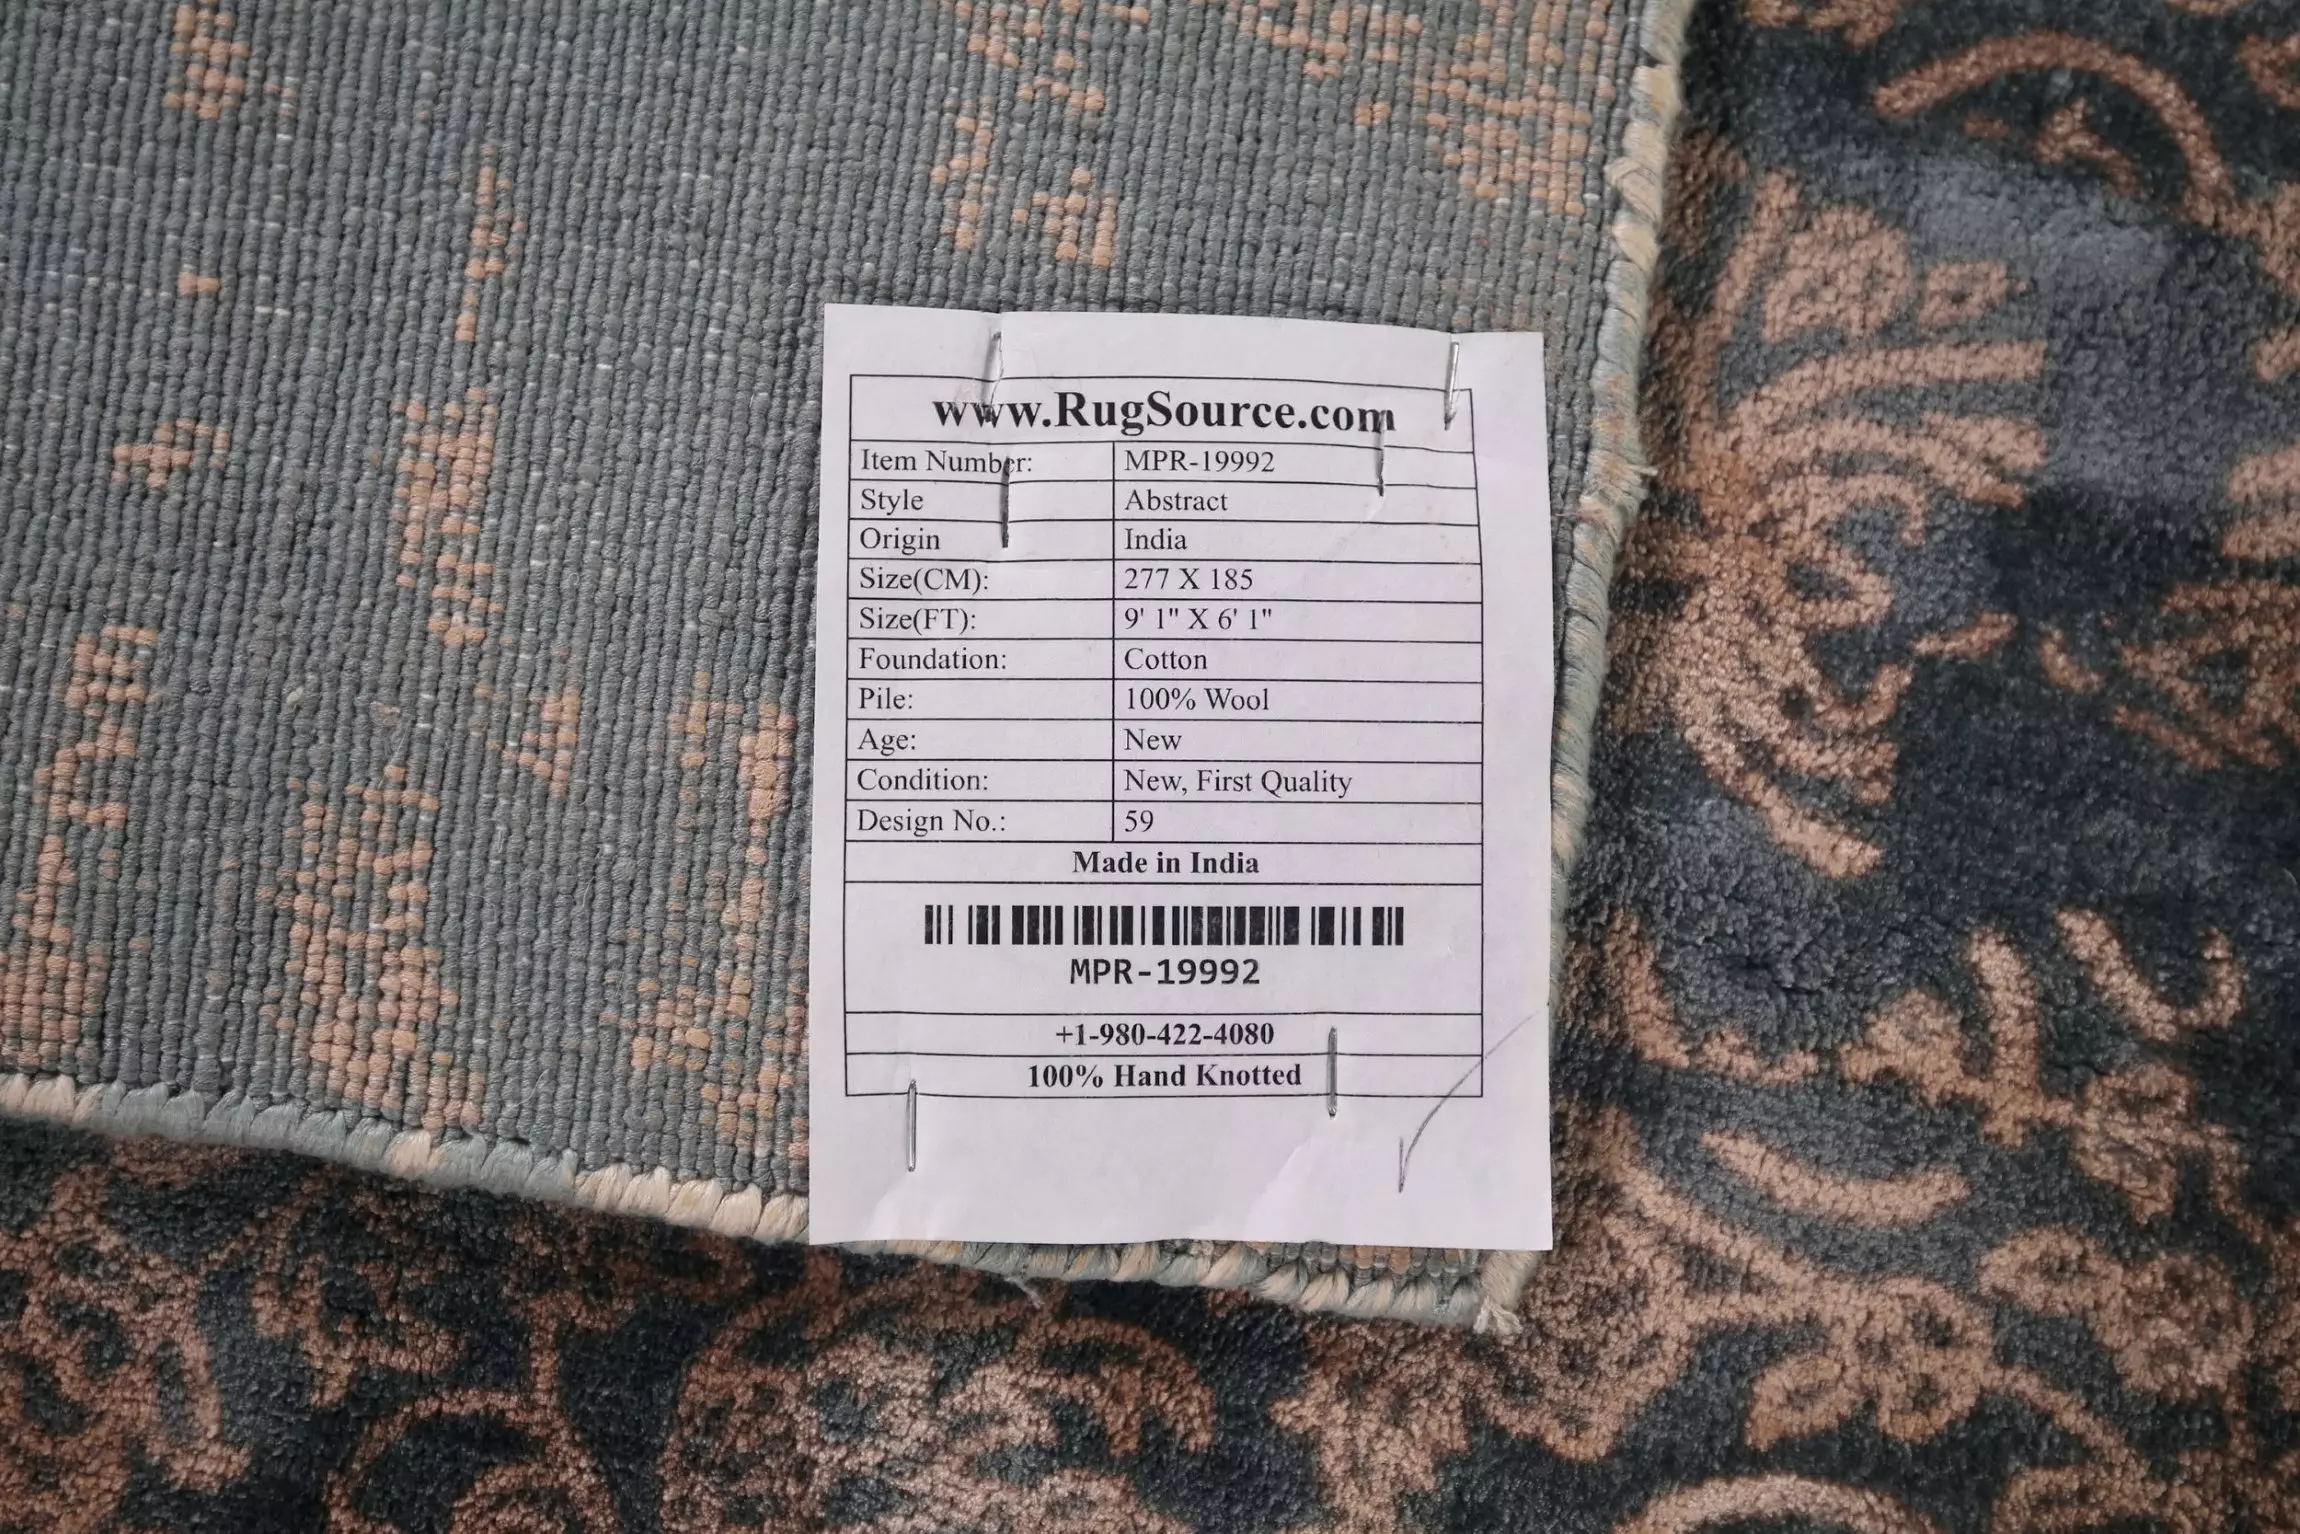 www.RugSource.com
Item Number: MPR-19992
Style Abstract
Origin India
Size(CM): 277 X 185
Size(FT): 9' 1" X 6' 1"
Foundation: Cotton
Pile: 100% Wool
Age: New
Condition: New, First Quality
Design No.: 59
Made in India
MPR-19992
+1-980-422-4080
100% Hand Knotted